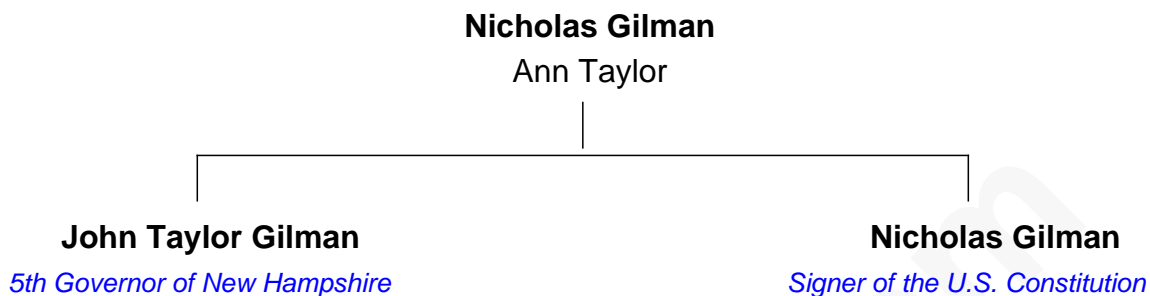 Nicholas Gilman
Ann Taylor
John Taylor Gilman
Nicholas Gilman
5th Governor of New Hampshire
Signer of the U.S. Constitution